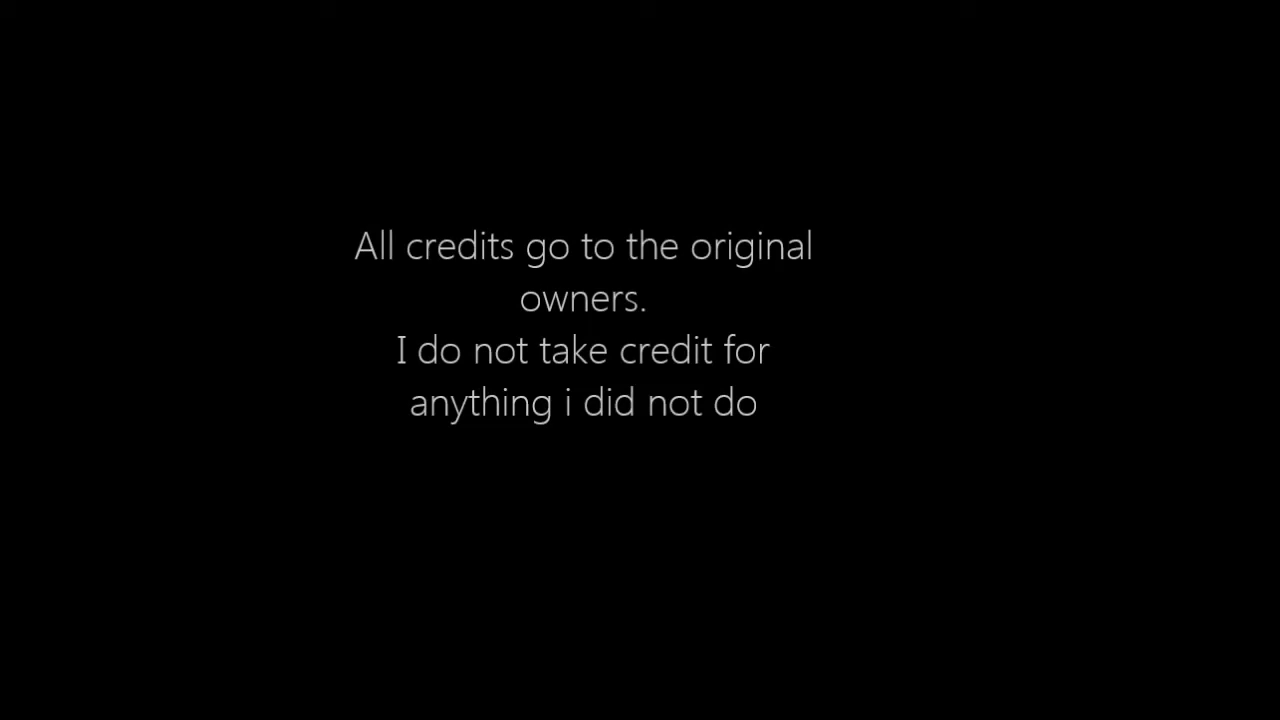 All credits go to the original
owners.
I do not take credit for
anything i did not do